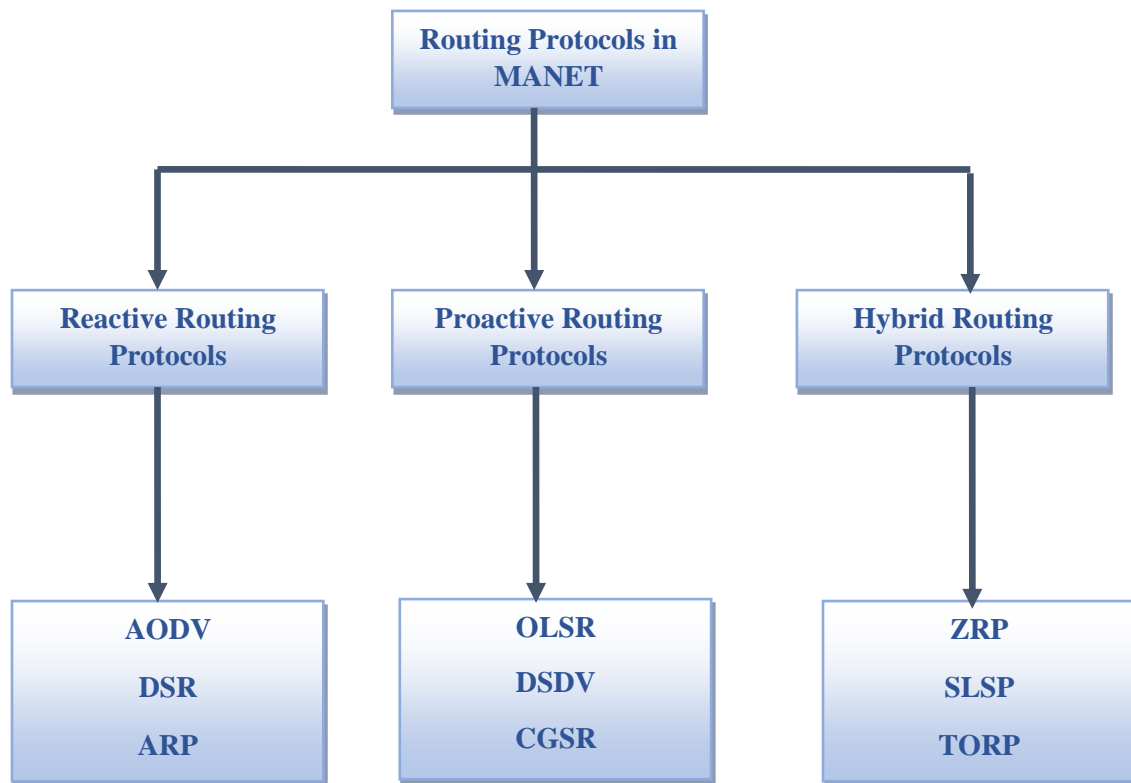 Routing Protocols in
MANET
Reactive Routing
Protocols
Proactive Routing
Protocols
Hybrid Routing
Protocols
AODV
DSR
ARP
OLSR
DSDV
CGSR
ZRP
SLSP
TORP